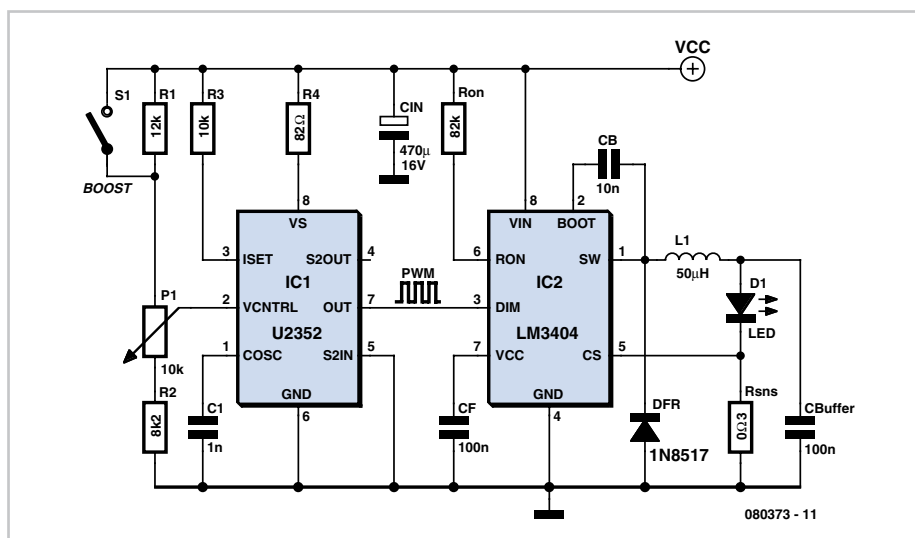 VCC
S1
R1
12k
R3
10k
R4
82Ω
CIN
470µ
16V
Ron
82k
CB
10n
BOOST
8
VS
3
ISET
S2OUT
4
IC1
P1
10k
2
VCNTRL
OUT
7
U2352
1
COSC
S2IN
5
GND
6
R2
8k2
C1
1n
PWM
8
2
VIN
BOOT
6
RON
SW
1
IC2
3
DIM
LM3404
7
VCC
CS
5
GND
4
CF
100n
L1
50µH
D1
LED
DFR
1N8517
Rsns
0Ω3
CBuffer
100n
080373 - 11